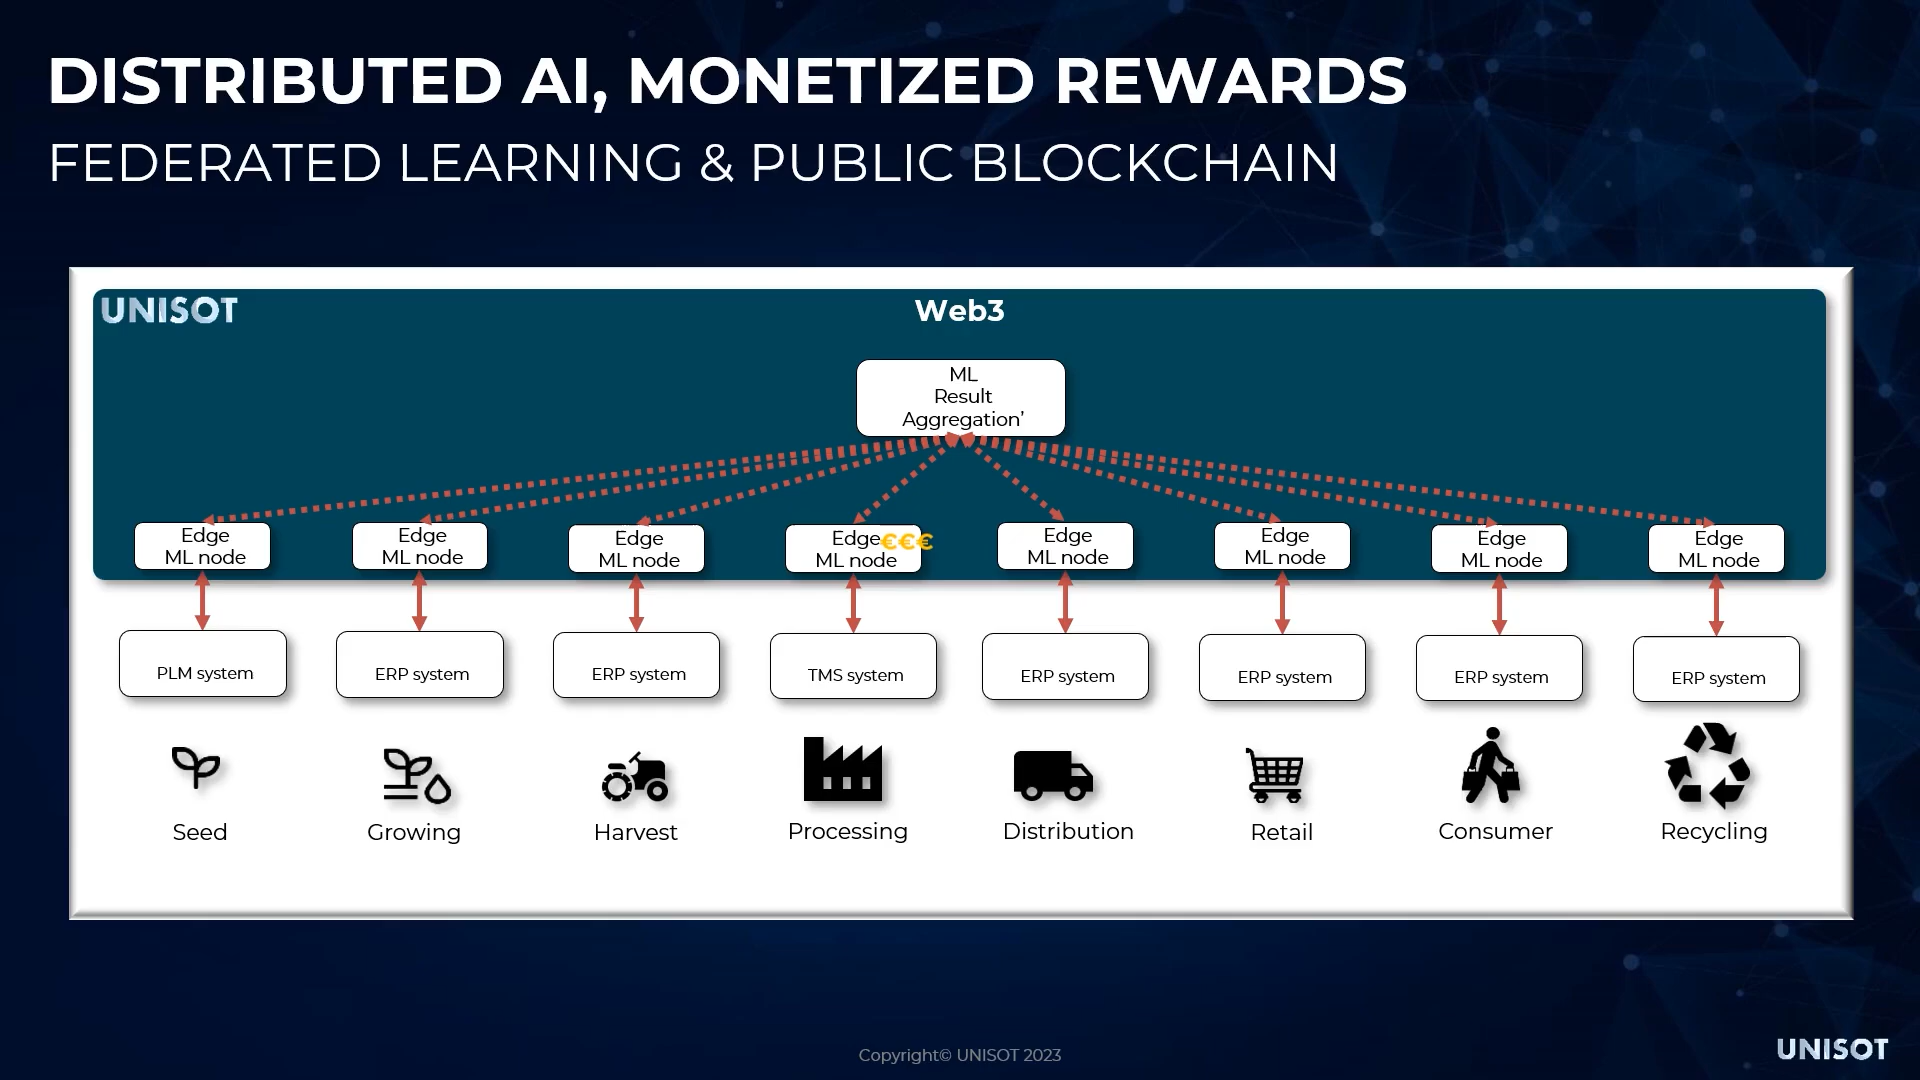 DISTRIBUTED AI, MONETIZED REWARDS
FEDERATED LEARNING & PUBLIC BLOCKCHAIN
UNISOT
Web3
ML
Result
Aggregation’
Edge
ML node
Edge
ML node
Edge
ML node
Edge€€€
ML node
Edge
ML node
Edge
ML node
Edge
ML node
Edge
ML node
PLM system
ERP system
ERP system
TMS system
ERP system
ERP system
ERP system
ERP system
Seed
Growing
Harvest
Processing
Distribution
Retail
Consumer
Recycling
Copyright© UNISOT 2023
UNISOT